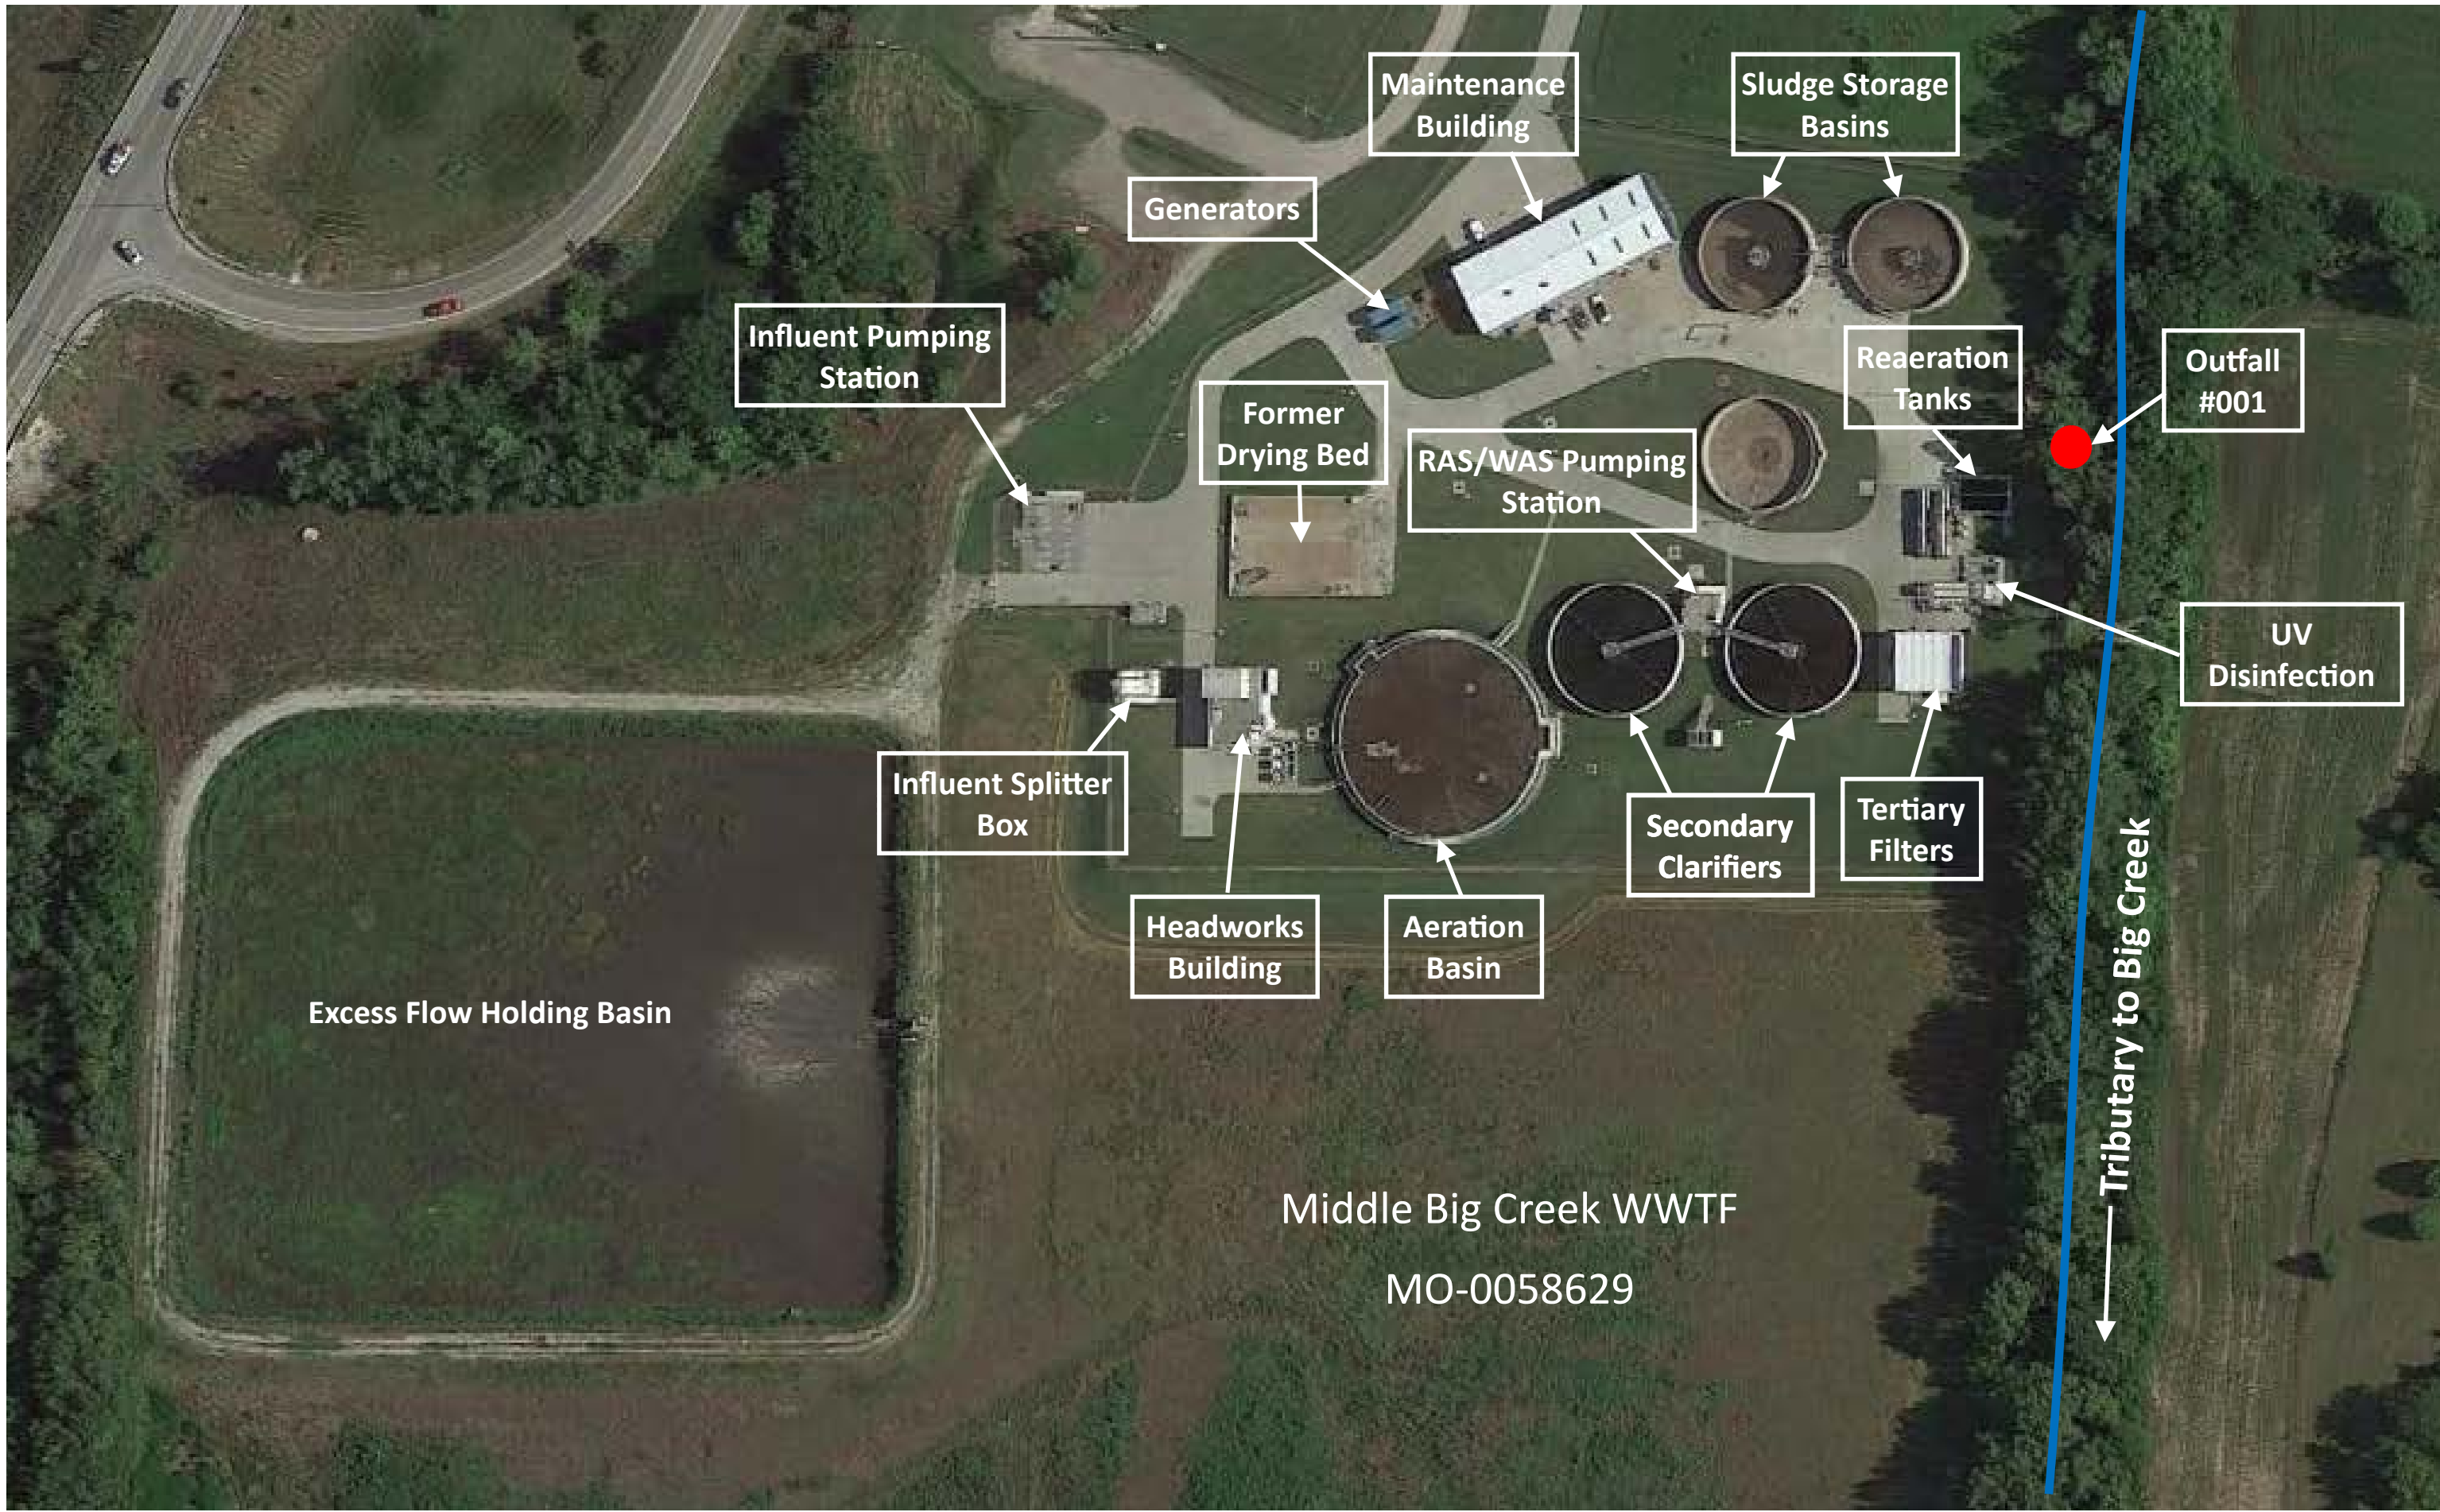 Maintenance
Building
Sludge Storage
Basins
Generators
Influent Pumping
Station
Reaeration
Tanks
Outfall
#001
Former
Drying Bed
RAS/WAS Pumping
Station
UV
Disinfection
Influent Splitter
Box
Secondary
Clarifiers
Tertiary
Filters
Headworks
Building
Aeration
Basin
Excess Flow Holding Basin
Tributary to Big Creek
Middle Big Creek WWTF
MO-0058629